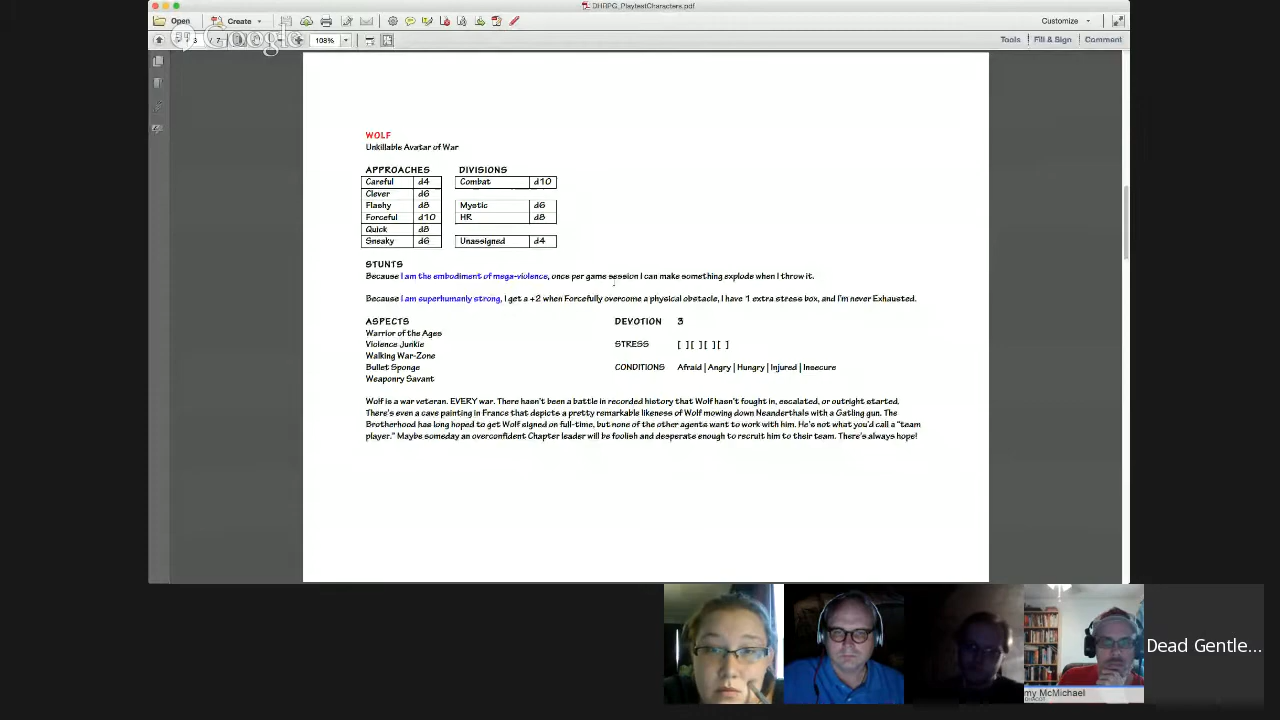 DHRPG_PlaytestCharacters.pdf
Open Create Customize
Google
3 / 7 108% Tools Fill & Sign Comment
WOLF
Unkillable Avatar of War
APPROACHES DIVISIONS
Careful d4 Combat d10
Clever d6
Flashy d8 Mystic d6
Forceful d10 HR d8
Quick d8
Sneaky d6 Unassigned d4
STUNTS
Because I am the embodiment of mega-violence, once per game session I can make something explode when I throw it.
Because I am superhumanly strong, I get a +2 when Forcefully overcome a physical obstacle, I have 1 extra stress box, and I'm never Exhausted.
ASPECTS DEVOTION 3
Warrior of the Ages
Violence Junkie STRESS [ ] [ ] [ ] [ ]
Walking War-Zone
Bullet Sponge CONDITIONS Afraid | Angry | Hungry | Injured | Insecure
Weaponry Savant
Wolf is a war veteran. EVERY war. There hasn't been a battle in recorded history that Wolf hasn't fought in, escalated, or outright started.
There's even a cave painting in France that depicts a pretty remarkable likeness of Wolf mowing down Neanderthals with a Gatling gun. The
Brotherhood has long hoped to get Wolf signed on full-time, but none of the other agents want to work with him. He's not what you'd call a "team
player." Maybe someday an overconfident Chapter leader will be foolish and desperate enough to recruit him to their team. There's always hope!
Dead Gentle...
my McMichael